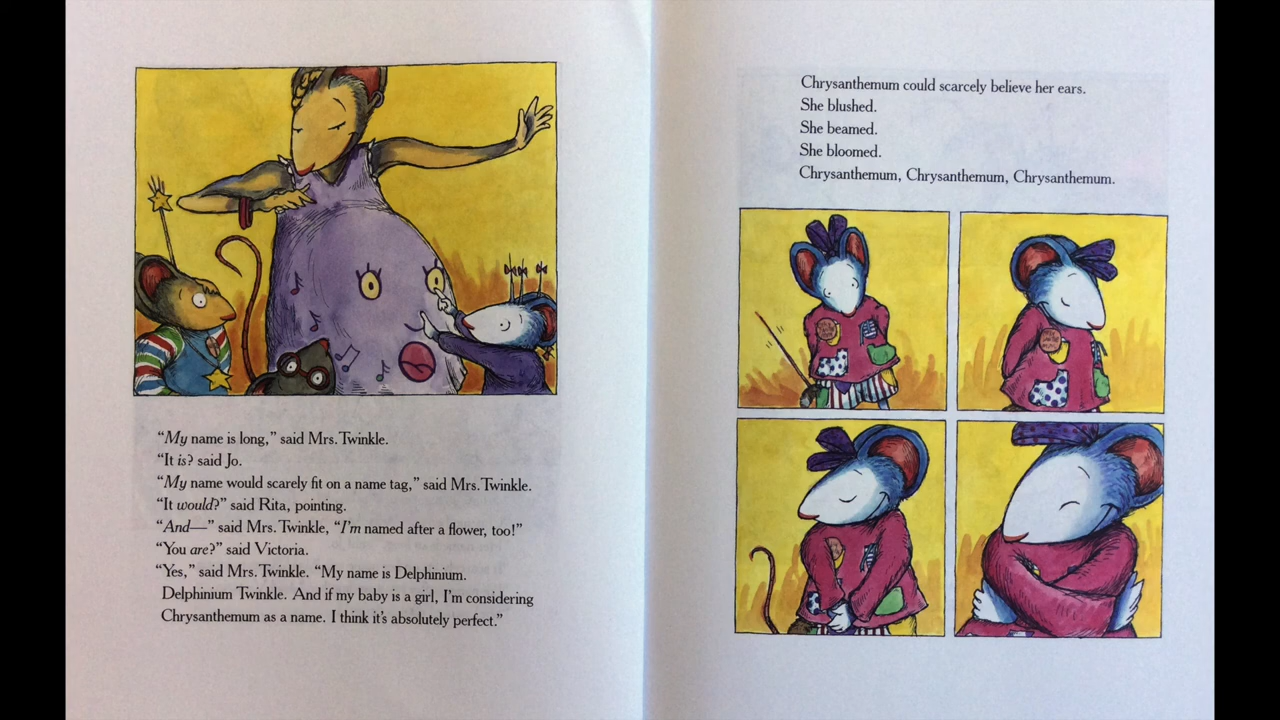 “My name is long,” said Mrs. Twinkle.
“It is? said Jo.
“My name would scarely fit on a name tag,” said Mrs. Twinkle.
“It would?” said Rita, pointing.
“And—” said Mrs. Twinkle, “I’m named after a flower, too!”
“You are?” said Victoria.
“Yes,” said Mrs. Twinkle. “My name is Delphinium.
Delphinium Twinkle. And if my baby is a girl, I’m considering
Chrysanthemum as a name. I think it’s absolutely perfect.”
Chrysanthemum could scarcely believe her ears.
She blushed.
She beamed.
She bloomed.
Chrysanthemum, Chrysanthemum, Chrysanthemum.